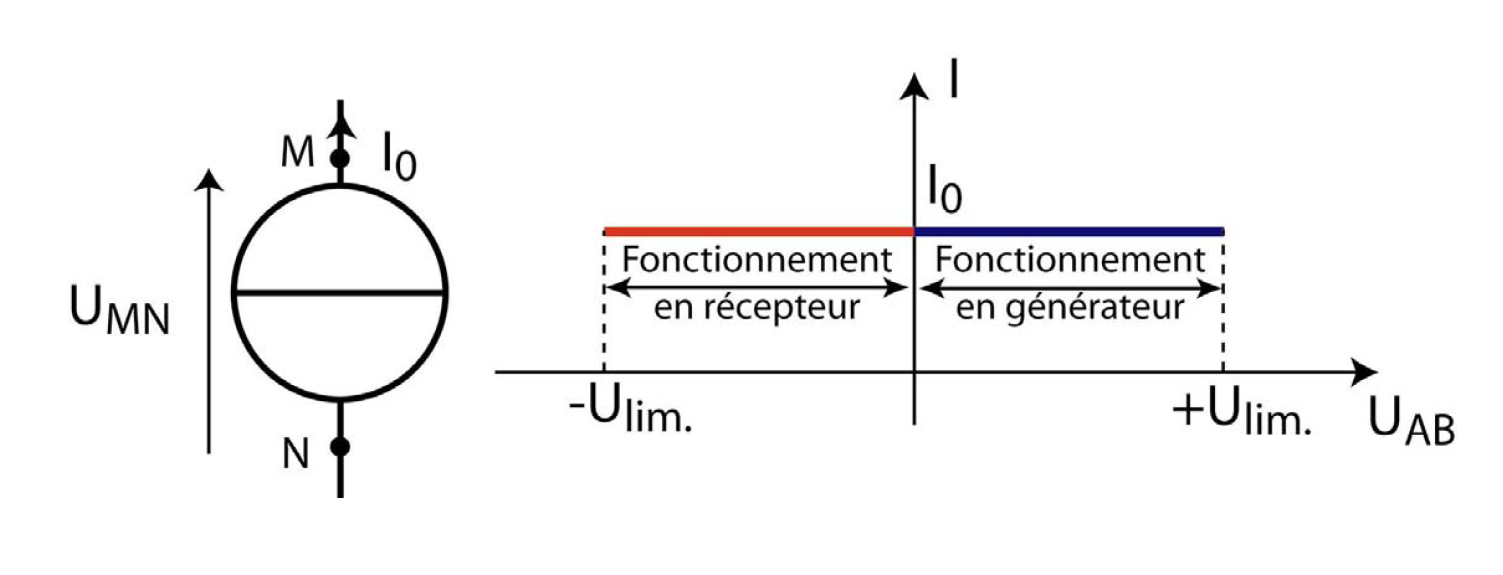 M
I0
UMN
N
I
I0
Fonctionnement
en récepteur
Fonctionnement
en générateur
-Ulim.
+Ulim.
UAB